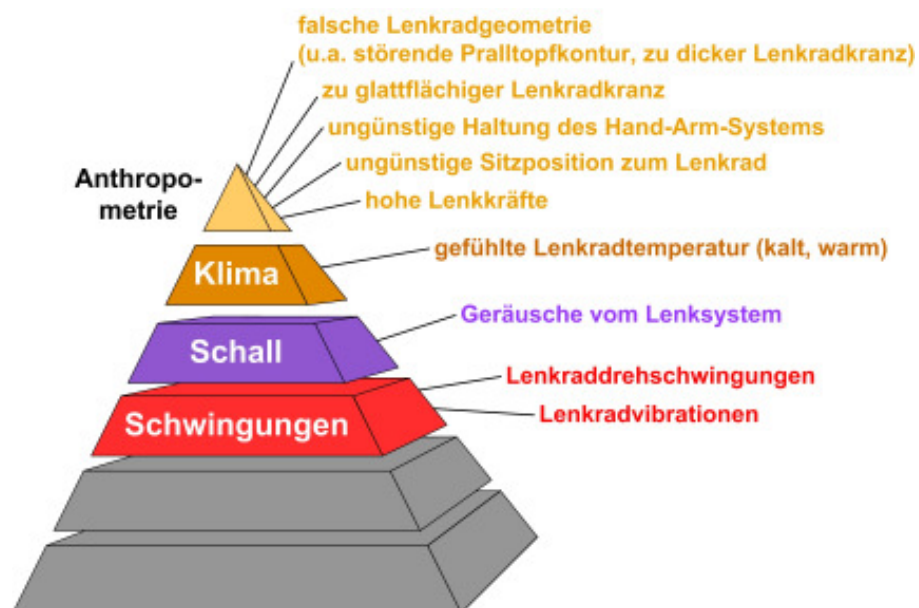 falsche Lenkradgeometrie
(u.a. störende Pralltopfkontur, zu dicker Lenkradkranz)
zu glattflächiger Lenkradkranz
ungünstige Haltung des Hand-Arm-Systems
ungünstige Sitzposition zum Lenkrad
Anthropo-
metrie
hohe Lenkkräfte
gefühlte Lenkradtemperatur (kalt, warm)
Klima
Geräusche vom Lenksystem
Schall
Lenkraddrehschwingungen
Lenkradvibrationen
Schwingungen